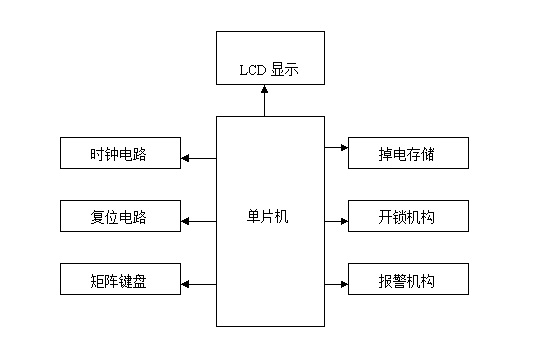 LCD 显示
时钟电路
掉电存储
复位电路
单片机
开锁机构
矩阵键盘
报警机构